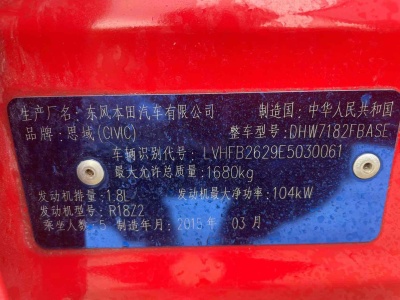 生产厂名：东风本田汽车有限公司 制造国：中华人民共和国
品牌：思域(CIVIC) 整车型号：DHW7182FBASE
车辆识别代号：LVHFB2629E5030061
最大允许总质量：1680kg
发动机排量：1.8L 发动机最大净功率：104kW
发动机型号：R18Z2
乘坐人数：5 制造年月：2015年 03月